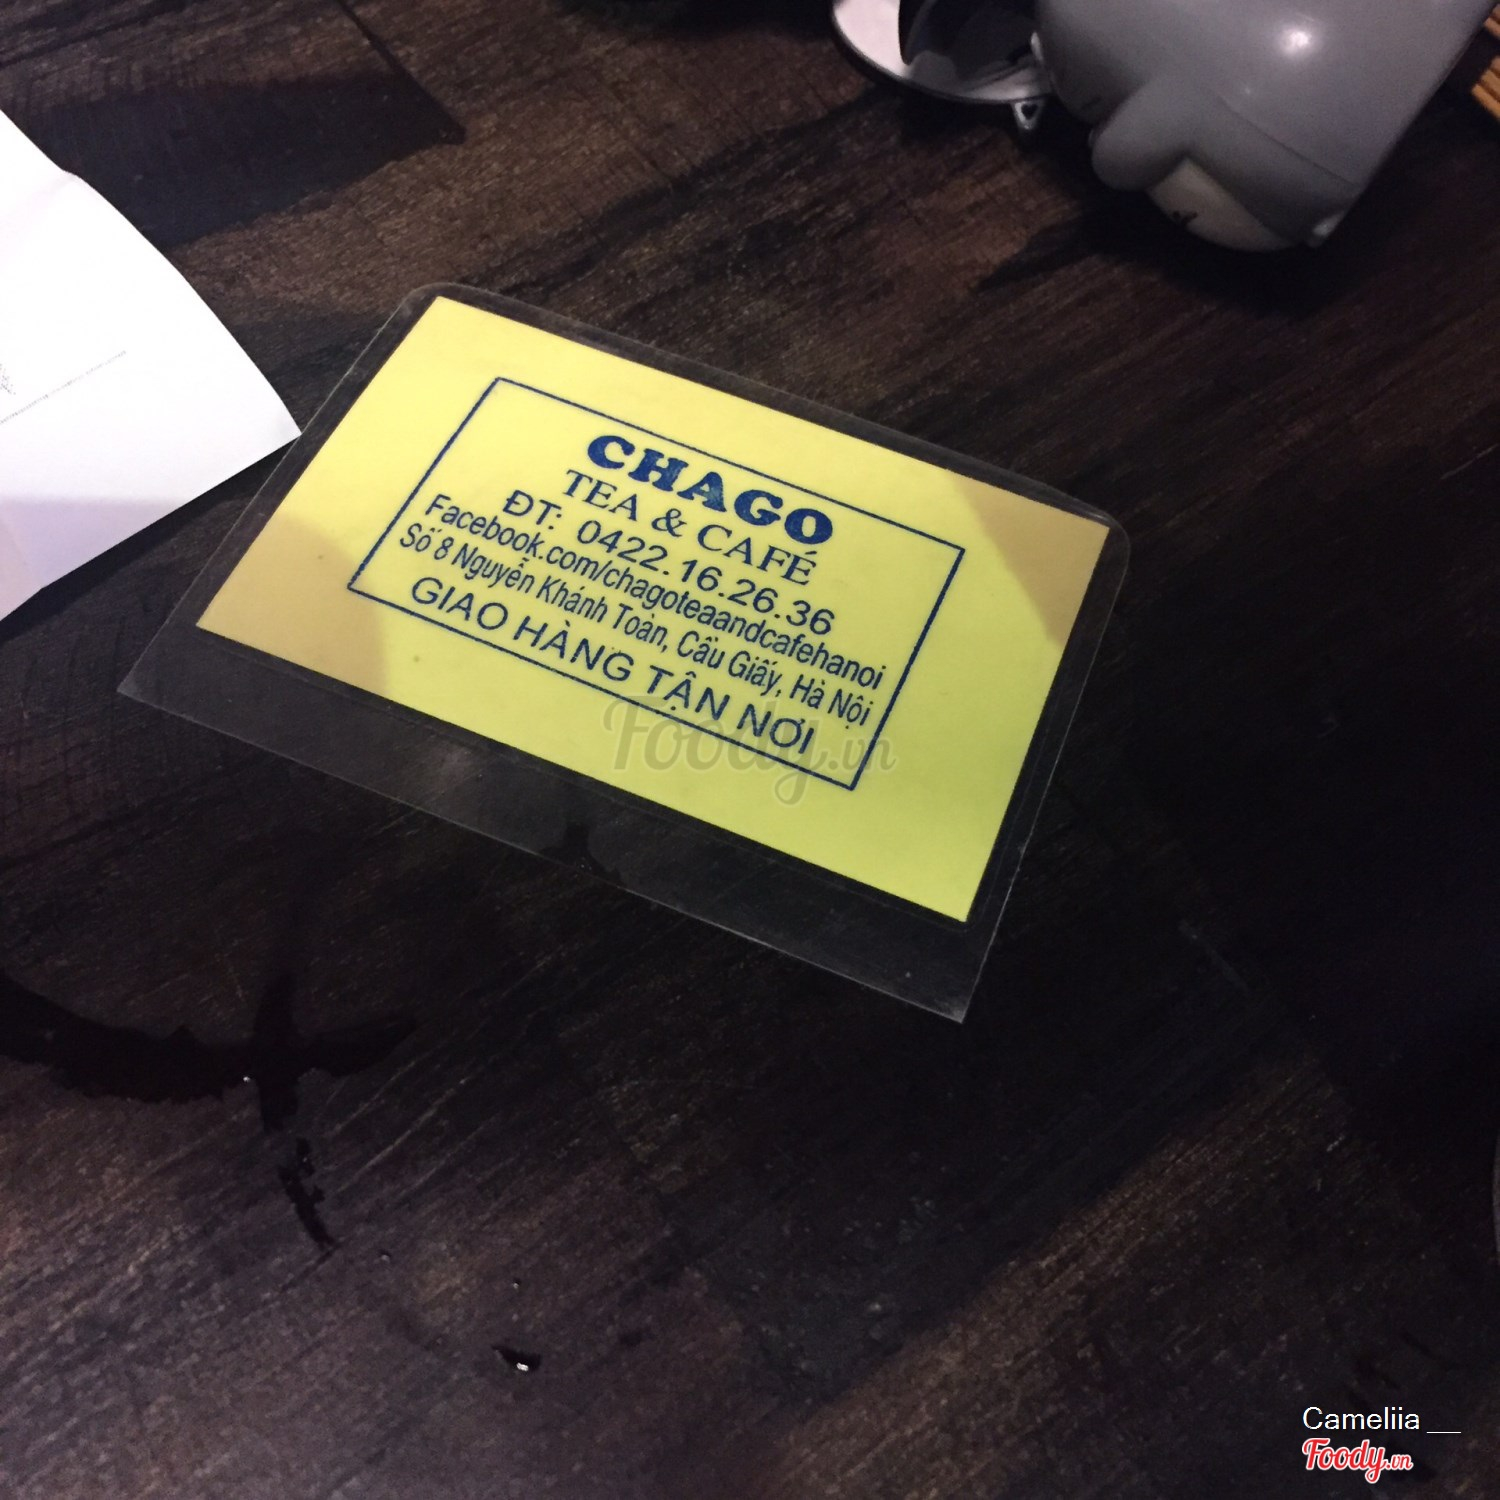 CHAGO
TEA & CAFÉ
ĐT: 0422.16.26.36
Facebook.com/chagoteaandcafehanoi
Số 8 Nguyễn Khánh Toàn, Cầu Giấy, Hà Nội
GIAO HÀNG TẬN NƠI
Foody.vn
Cameliia __
Foody.vn